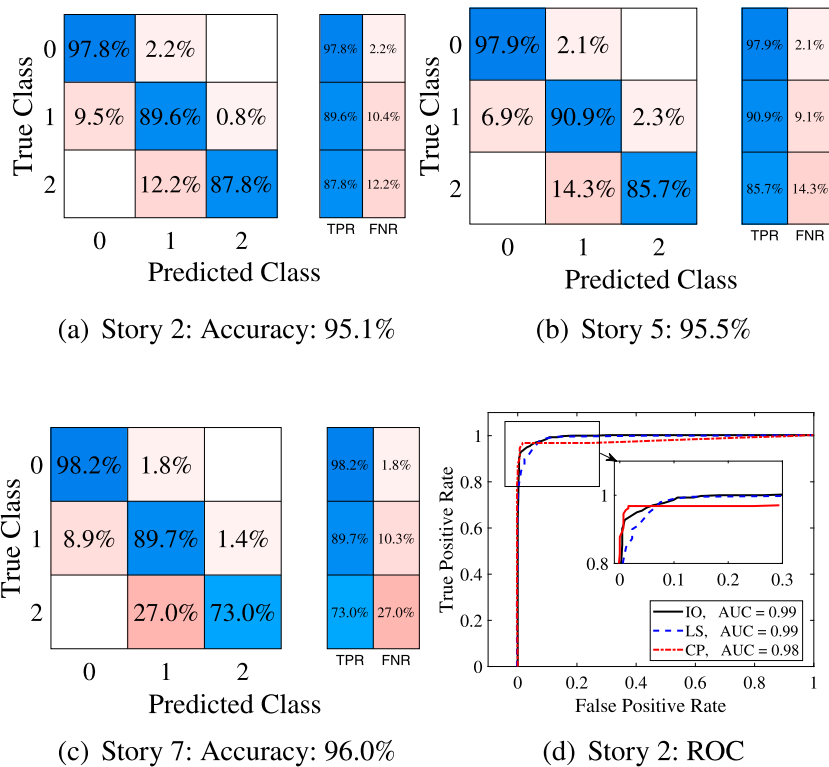 0 97.8% 2.2% 97.8% 2.2%
1 9.5% 89.6% 0.8% 89.6% 10.4%
2 12.2% 87.8% 87.8% 12.2%
True Class
0 1 2 TPR FNR
Predicted Class
(a) Story 2: Accuracy: 95.1%
0 97.9% 2.1% 97.9% 2.1%
1 6.9% 90.9% 2.3% 90.9% 9.1%
2 14.3% 85.7% 85.7% 14.3%
True Class
0 1 2 TPR FNR
Predicted Class
(b) Story 5: 95.5%
0 98.2% 1.8% 98.2% 1.8%
1 8.9% 89.7% 1.4% 89.7% 10.3%
2 27.0% 73.0% 73.0% 27.0%
True Class
0 1 2 TPR FNR
Predicted Class
(c) Story 7: Accuracy: 96.0%
True Positive Rate
1
0.8
0.6
0.4
0.2
0
1
0.8
0 0.1 0.2 0.3
IO, AUC = 0.99
LS, AUC = 0.99
CP, AUC = 0.98
0 0.2 0.4 0.6 0.8 1
False Positive Rate
(d) Story 2: ROC